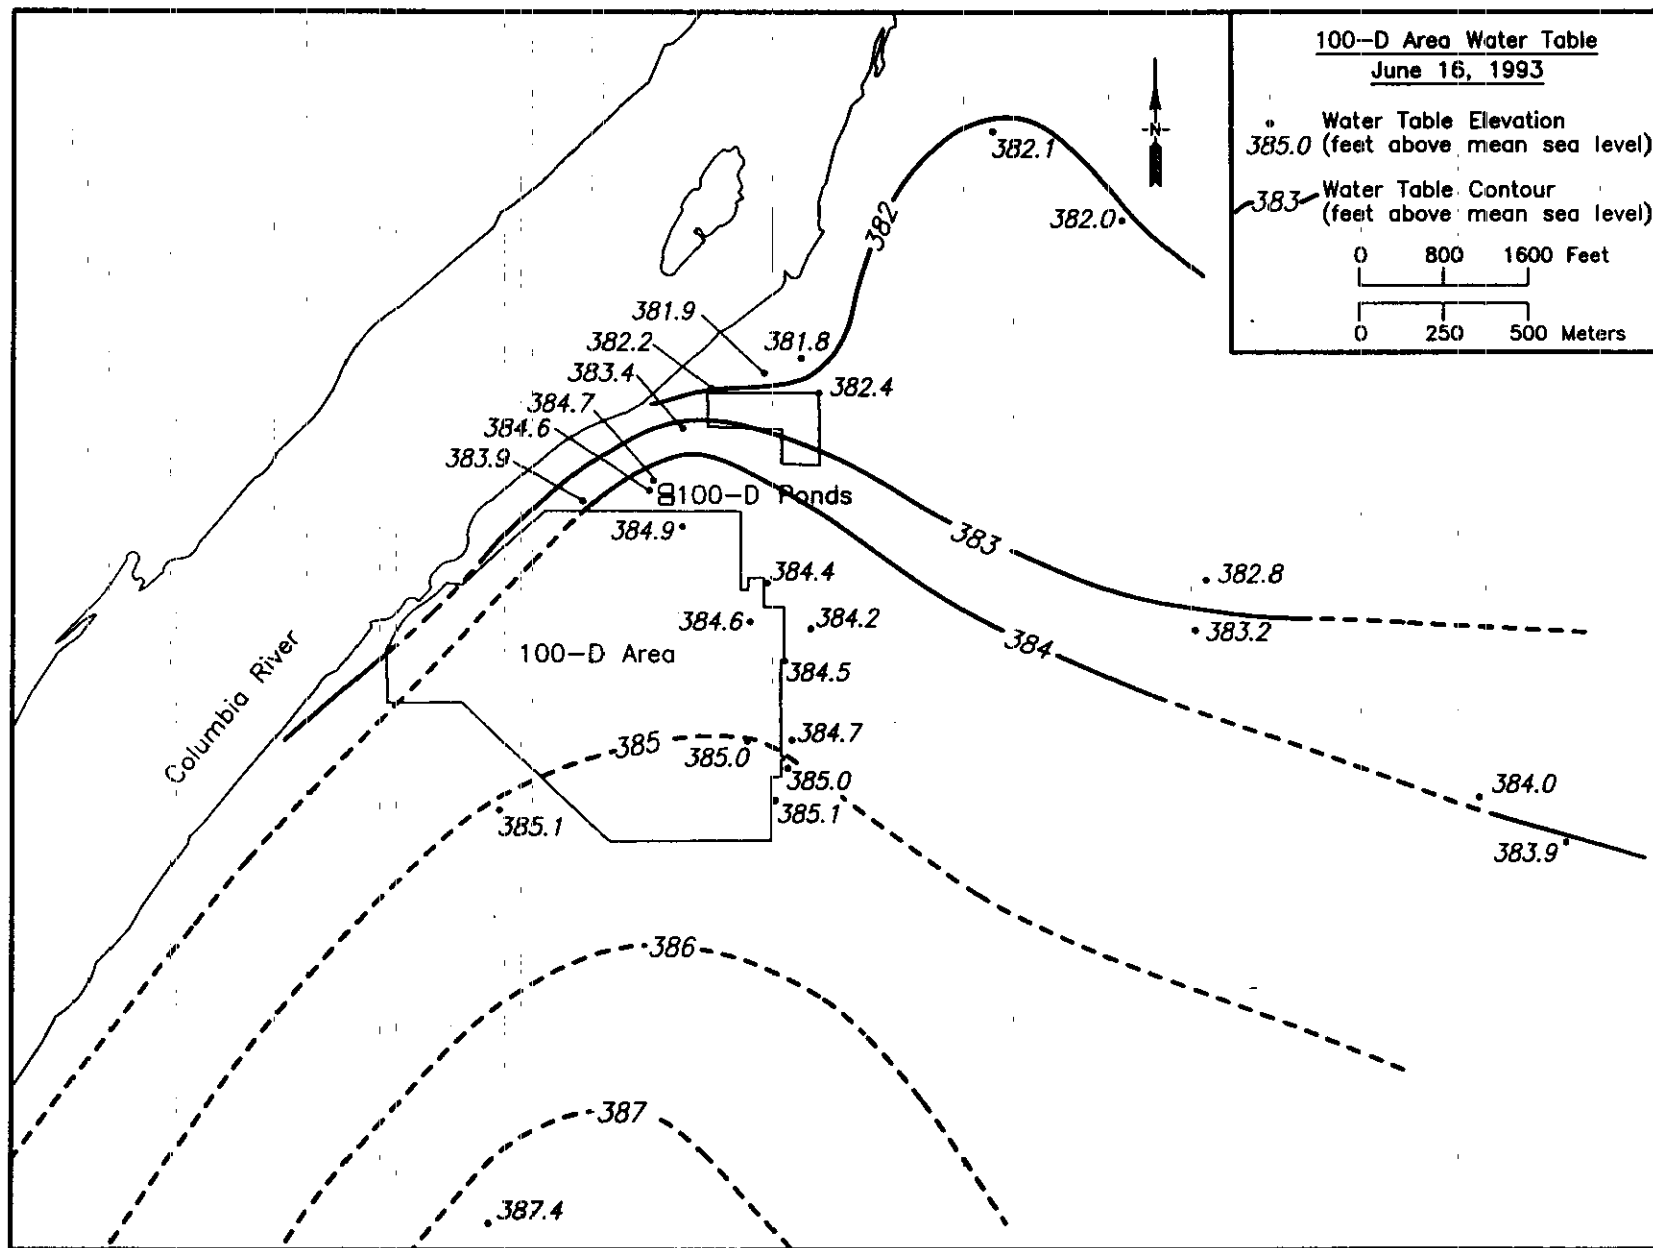 100-D Area Water Table
June 16, 1993
Water Table Elevation
385.0 (feet above mean sea level)
383 Water Table Contour
(feet above mean sea level)
0 800 1600 Feet
0 250 500 Meters
-N-
382.1
382.0
382
381.9
381.8
382.2
383.4
382.4
384.7
384.6
383.9
100-D Ponds
384.9
383
384.4
382.8
384.6
384.2
383.2
384
100-D Area
384.5
Columbia River
385
385.0
384.7
385.0
384.0
385.1
385.1
383.9
386
387
387.4